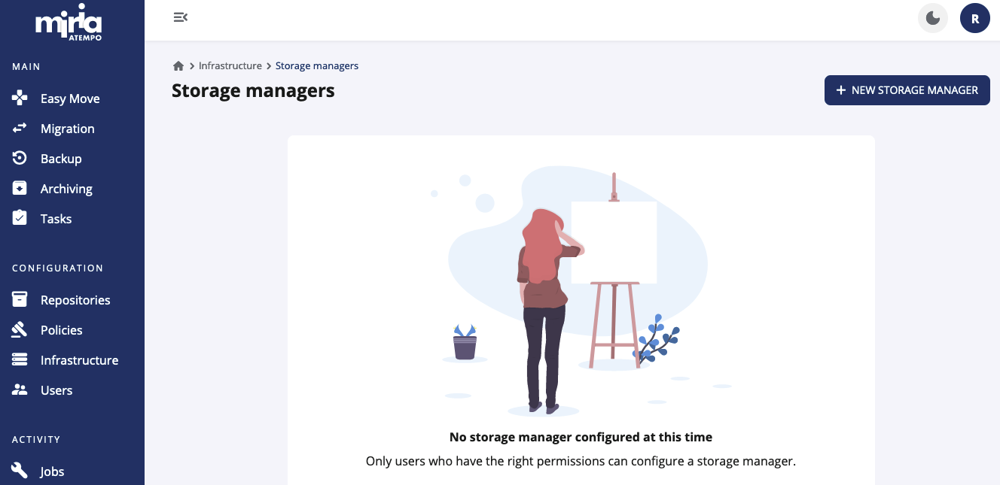 miria
ATEMPO
MAIN
Easy Move
Migration
Backup
Archiving
Tasks
CONFIGURATION
Repositories
Policies
Infrastructure
Users
ACTIVITY
Jobs
R
Infrastructure > Storage managers
Storage managers
+ NEW STORAGE MANAGER
No storage manager configured at this time
Only users who have the right permissions can configure a storage manager.